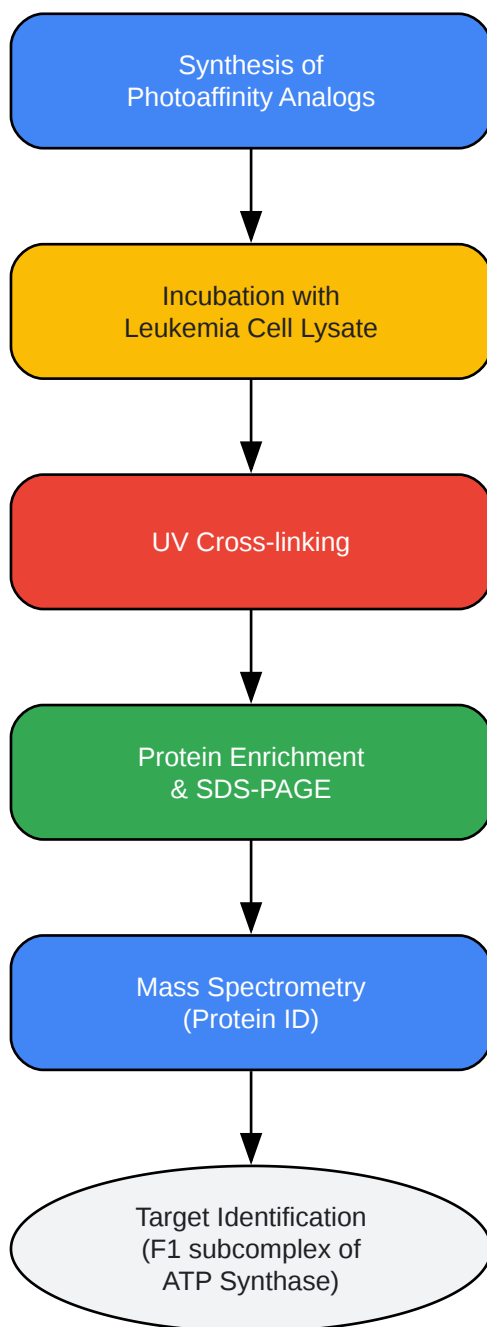 Synthesis of
Photoaffinity Analogs
Incubation with
Leukemia Cell Lysate
UV Cross-linking
Protein Enrichment
& SDS-PAGE
Mass Spectrometry
(Protein ID)
Target Identification
(F1 subcomplex of
ATP Synthase)